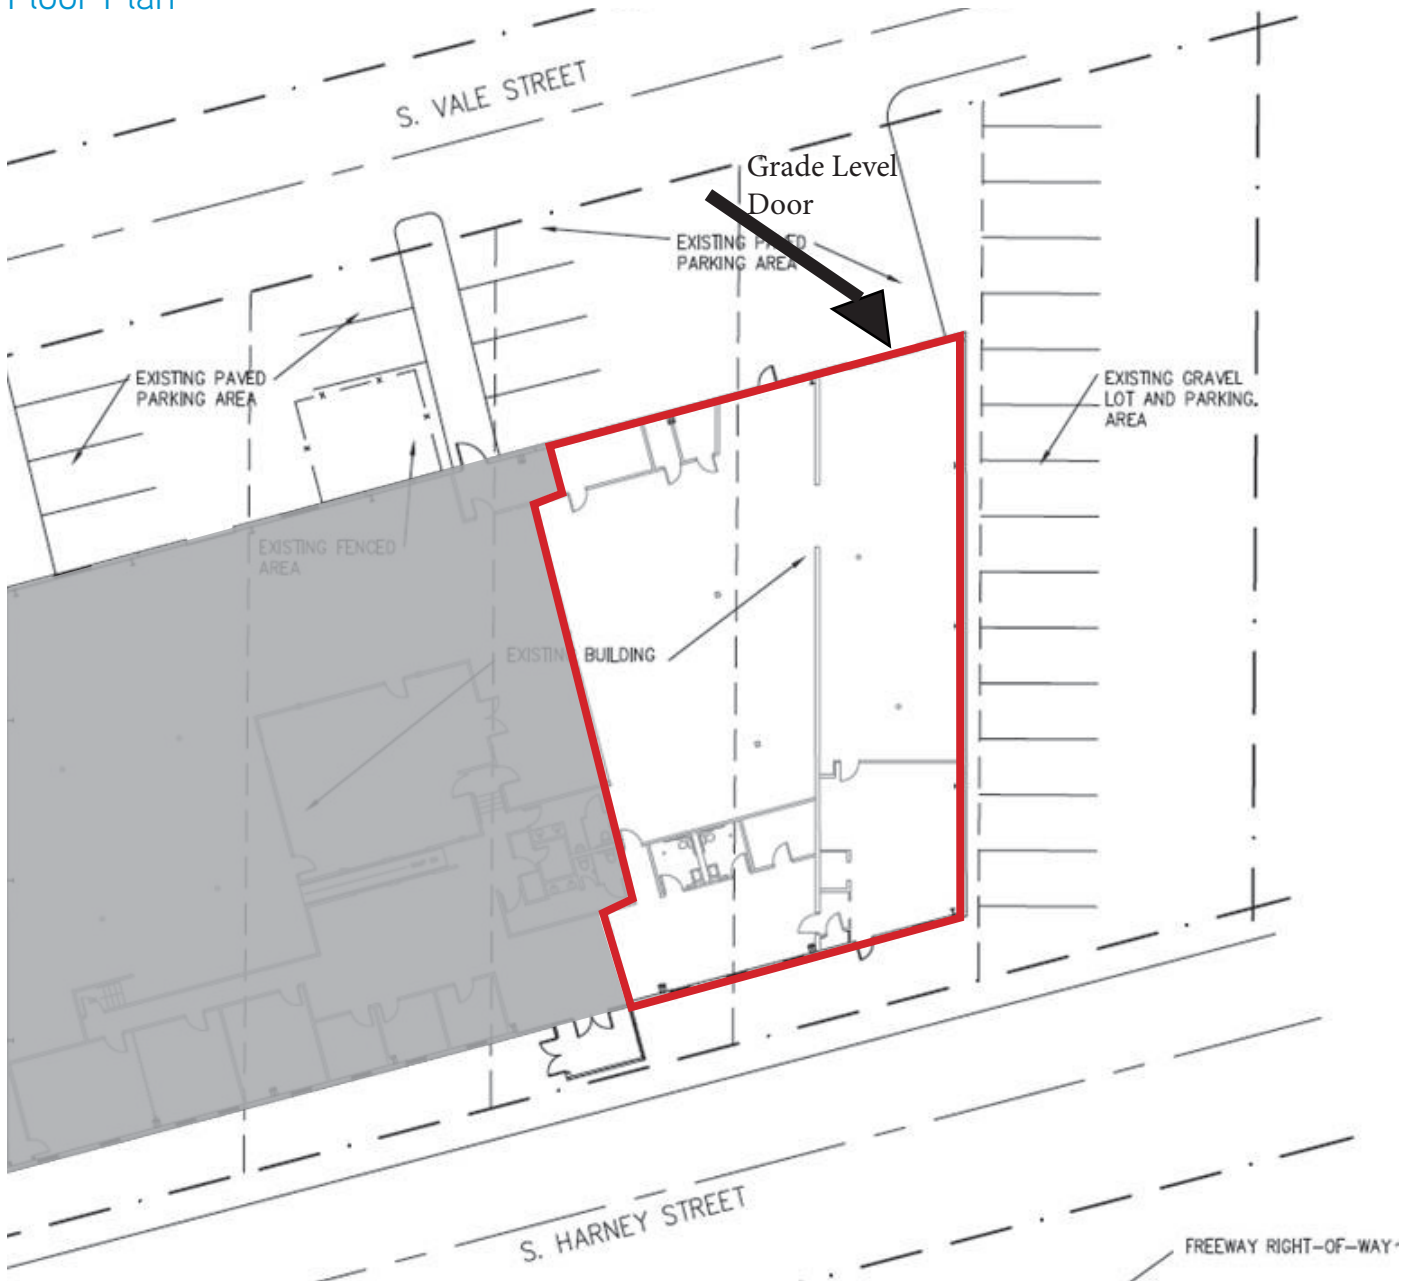 Floor Plan
S. VALE STREET
Grade Level
Door
EXISTING PAVED
PARKING AREA
EXISTING PAVED
PARKING AREA
EXISTING GRAVEL
LOT AND PARKING
AREA
EXISTING FENCED
AREA
EXISTING BUILDING
S. HARNEY STREET
FREEWAY RIGHT-OF-WAY